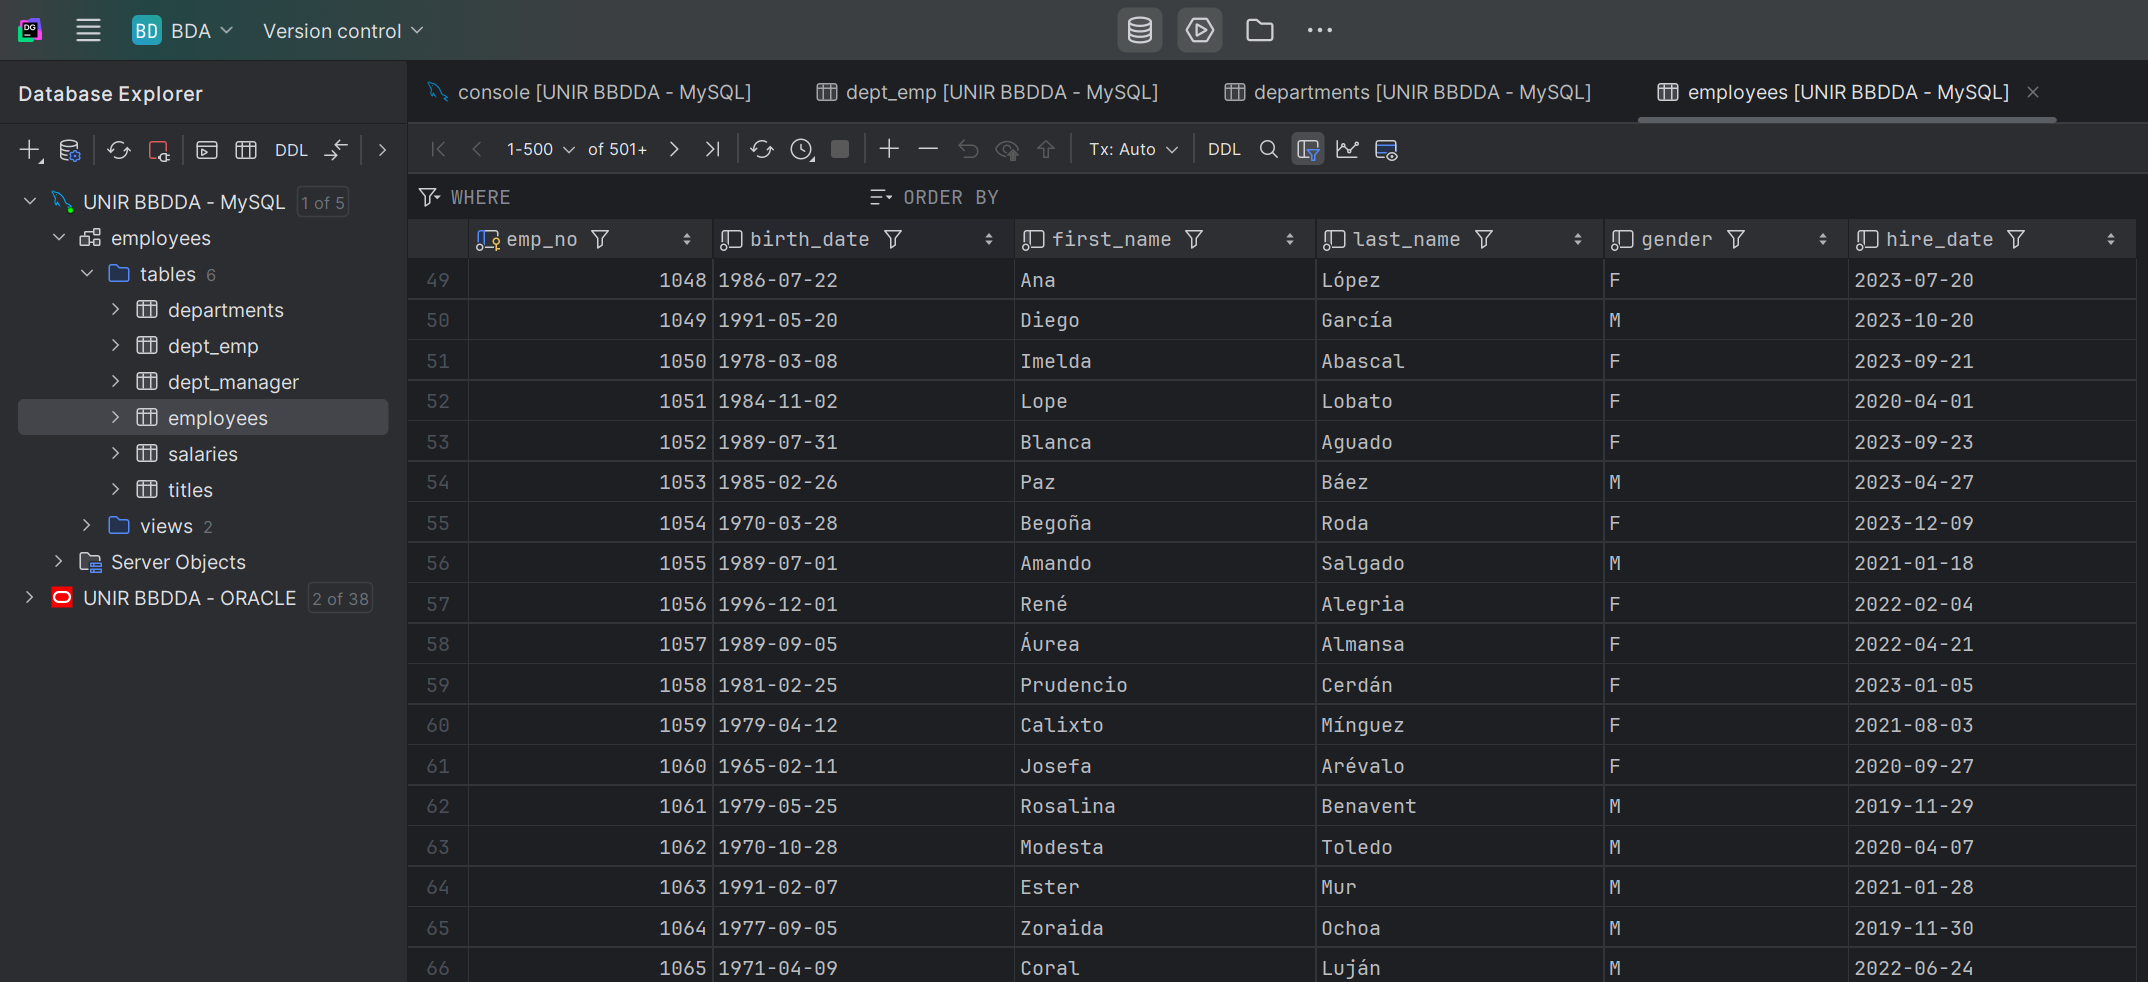 DG BD BDA Version control
Database Explorer
console [UNIR BBDDA - MySQL] dept_emp [UNIR BBDDA - MySQL] departments [UNIR BBDDA - MySQL] employees [UNIR BBDDA - MySQL]
DDL
1-500 of 501+ Tx: Auto DDL
UNIR BBDDA - MySQL 1 of 5
employees
tables 6
departments
dept_emp
dept_manager
employees
salaries
titles
views 2
Server Objects
UNIR BBDDA - ORACLE 2 of 38
WHERE ORDER BY
emp_no birth_date first_name last_name gender hire_date
49 1048 1986-07-22 Ana López F 2023-07-20
50 1049 1991-05-20 Diego García M 2023-10-20
51 1050 1978-03-08 Imelda Abascal F 2023-09-21
52 1051 1984-11-02 Lope Lobato F 2020-04-01
53 1052 1989-07-31 Blanca Aguado F 2023-09-23
54 1053 1985-02-26 Paz Báez M 2023-04-27
55 1054 1970-03-28 Begoña Roda F 2023-12-09
56 1055 1989-07-01 Amando Salgado M 2021-01-18
57 1056 1996-12-01 René Alegria F 2022-02-04
58 1057 1989-09-05 Áurea Almansa F 2022-04-21
59 1058 1981-02-25 Prudencio Cerdán F 2023-01-05
60 1059 1979-04-12 Calixto Mínguez F 2021-08-03
61 1060 1965-02-11 Josefa Arévalo F 2020-09-27
62 1061 1979-05-25 Rosalina Benavent M 2019-11-29
63 1062 1970-10-28 Modesta Toledo M 2020-04-07
64 1063 1991-02-07 Ester Mur M 2021-01-28
65 1064 1977-09-05 Zoraida Ochoa M 2019-11-30
66 1065 1971-04-09 Coral Luján M 2022-06-24